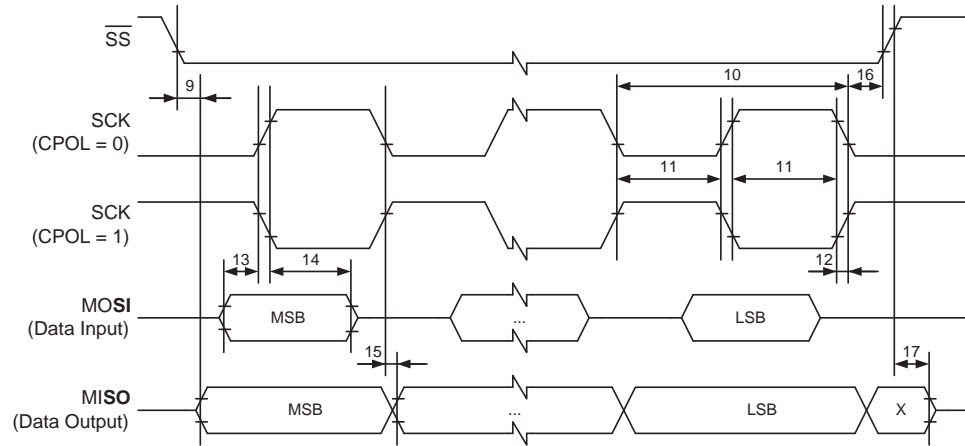 SS
9
10
16
SCK
(CPOL = 0)
11
11
SCK
(CPOL = 1)
13
14
12
MOSI
(Data Input)
MSB
...
LSB
15
17
MISO
(Data Output)
MSB
...
LSB
X